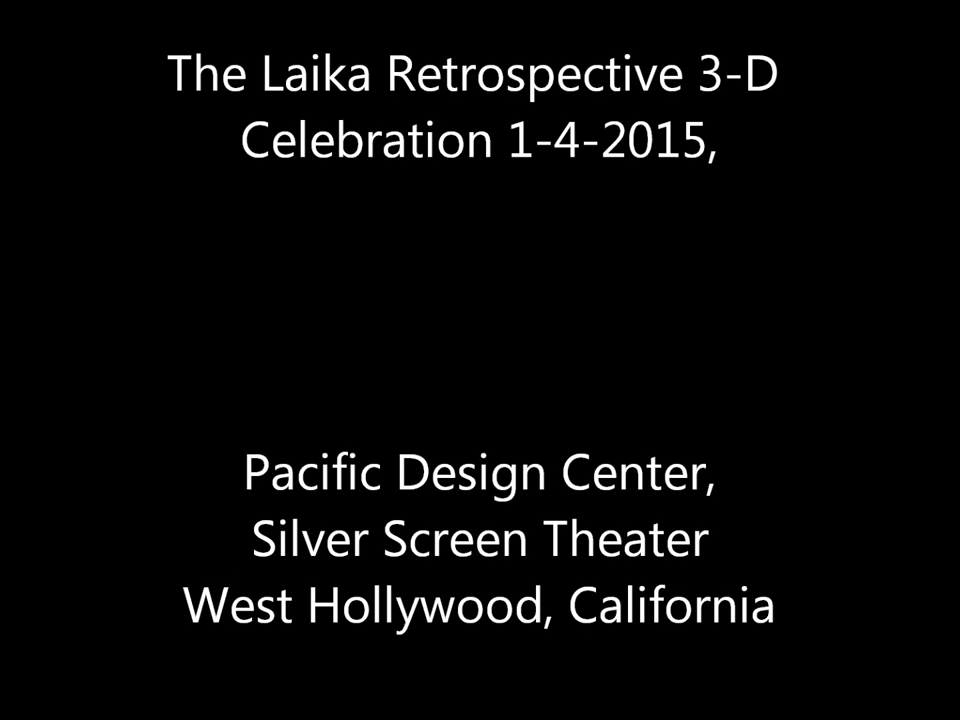 The Laika Retrospective 3-D
Celebration 1-4-2015,
Pacific Design Center,
Silver Screen Theater
West Hollywood, California